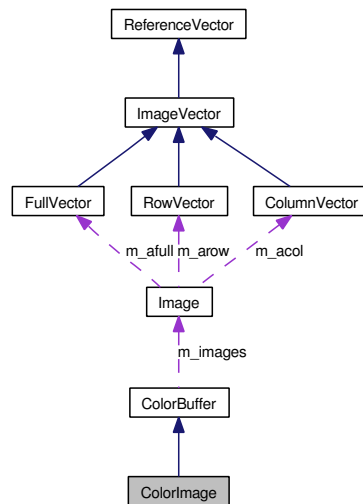 ReferenceVector
ImageVector
FullVector RowVector ColumnVector
m_afull m_arow m_acol
Image
m_images
ColorBuffer
ColorImage